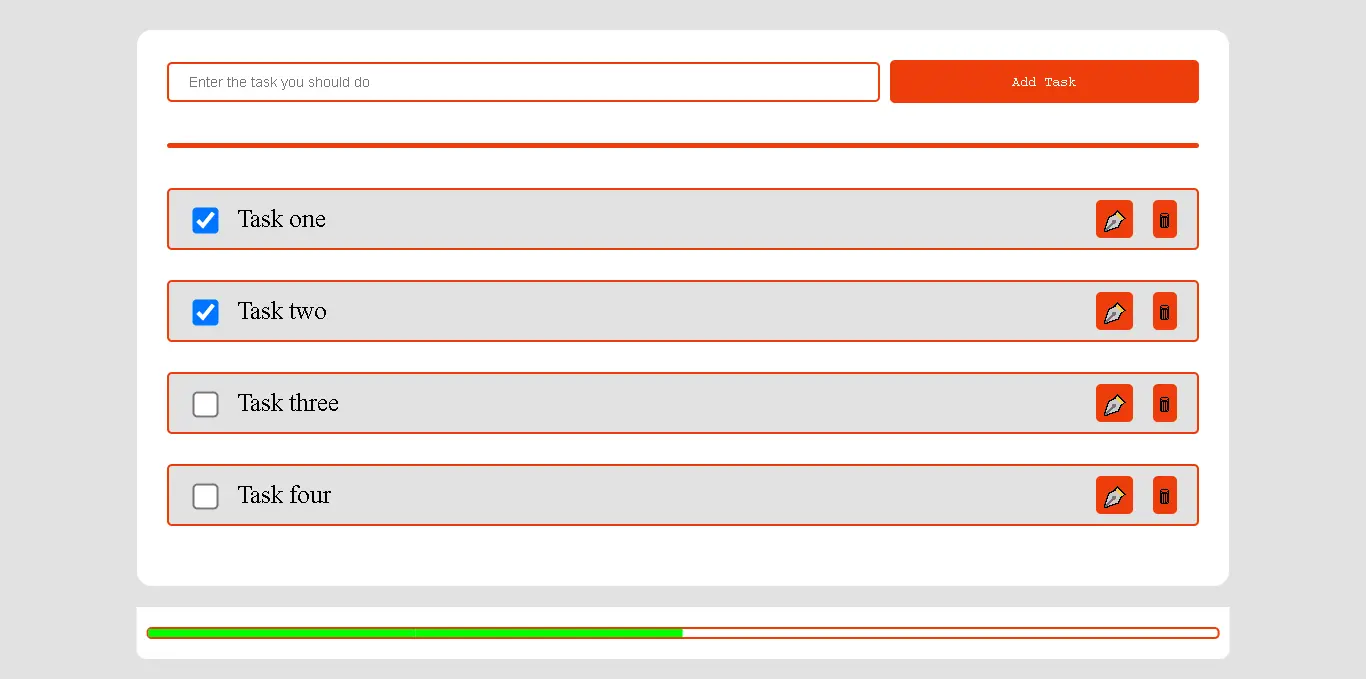 Enter the task you should do
Add Task
Task one
Task two
Task three
Task four